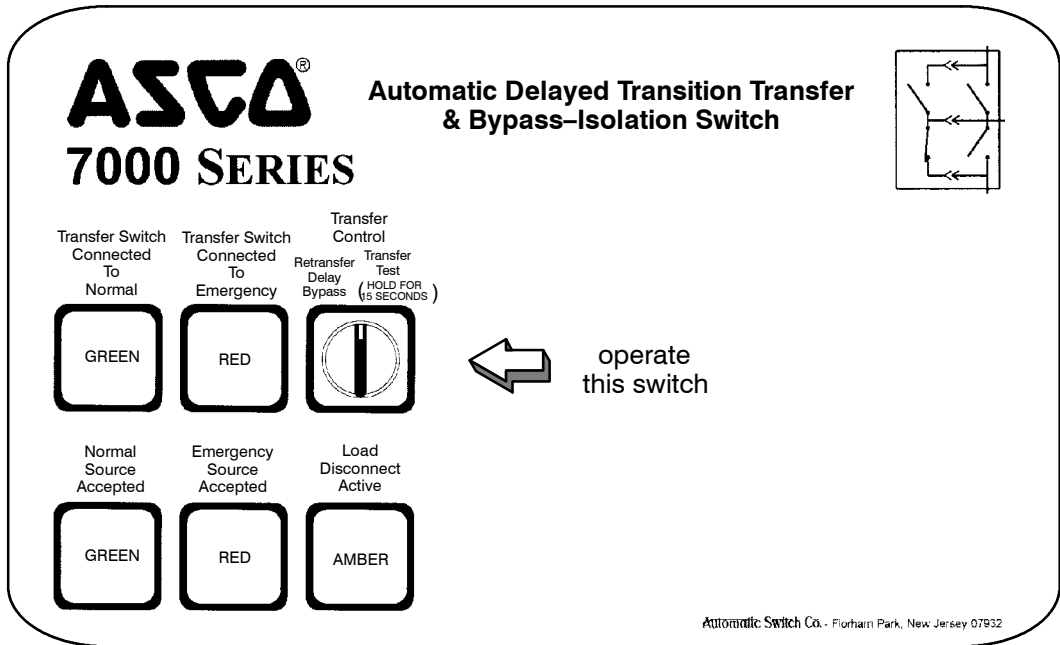 ASCO®
7000 SERIES
Automatic Delayed Transition Transfer
& Bypass–Isolation Switch
Transfer Switch
Connected
To
Normal
Transfer Switch
Connected
To
Emergency
Transfer
Control
Retransfer
Delay
Bypass
Transfer
Test
(HOLD FOR
15 SECONDS)
GREEN
RED
operate
this switch
Normal
Source
Accepted
Emergency
Source
Accepted
Load
Disconnect
Active
GREEN
RED
AMBER
Automatic Switch Co. - Florham Park, New Jersey 07932